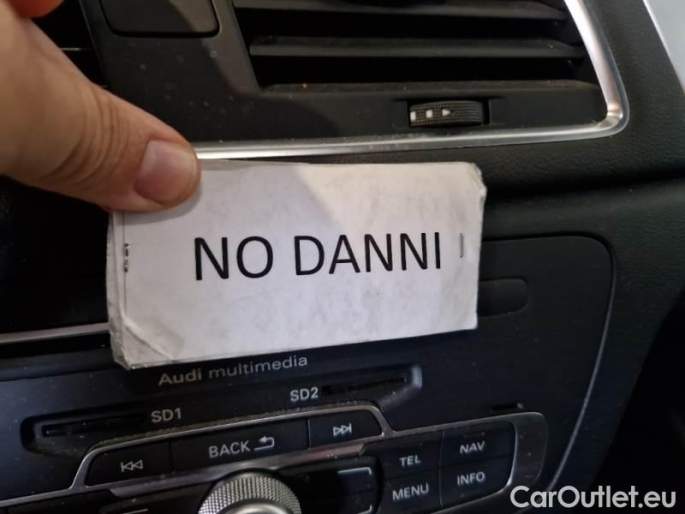 NO DANNI
Audi multimedia
SD1
SD2
BACK
TEL
NAV
MENU
INFO
CarOutlet.eu